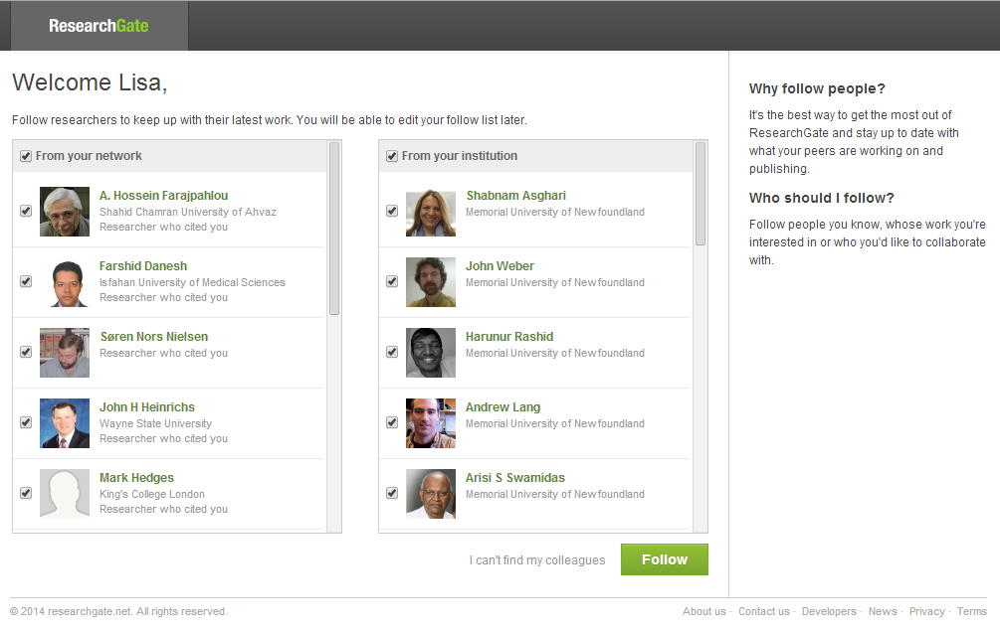 ResearchGate
Welcome Lisa,
Follow researchers to keep up with their latest work. You will be able to edit your follow list later.
From your network
A. Hossein Farajpahlou
Shahid Chamran University of Ahvaz
Researcher who cited you
Farshid Danesh
Isfahan University of Medical Sciences
Researcher who cited you
Søren Nors Nielsen
Researcher who cited you
John H Heinrichs
Wayne State University
Researcher who cited you
Mark Hedges
King's College London
Researcher who cited you
From your institution
Shabnam Asghari
Memorial University of Newfoundland
John Weber
Memorial University of Newfoundland
Harunur Rashid
Memorial University of Newfoundland
Andrew Lang
Memorial University of Newfoundland
Arisi S Swamidas
Memorial University of Newfoundland
I can't find my colleagues
Follow
Why follow people?
It's the best way to get the most out of
ResearchGate and stay up to date with
what your peers are working on and
publishing.
Who should I follow?
Follow people you know, whose work you're
interested in or who you'd like to collaborate
with.
© 2014 researchgate.net. All rights reserved.
About us · Contact us · Developers · News · Privacy · Terms